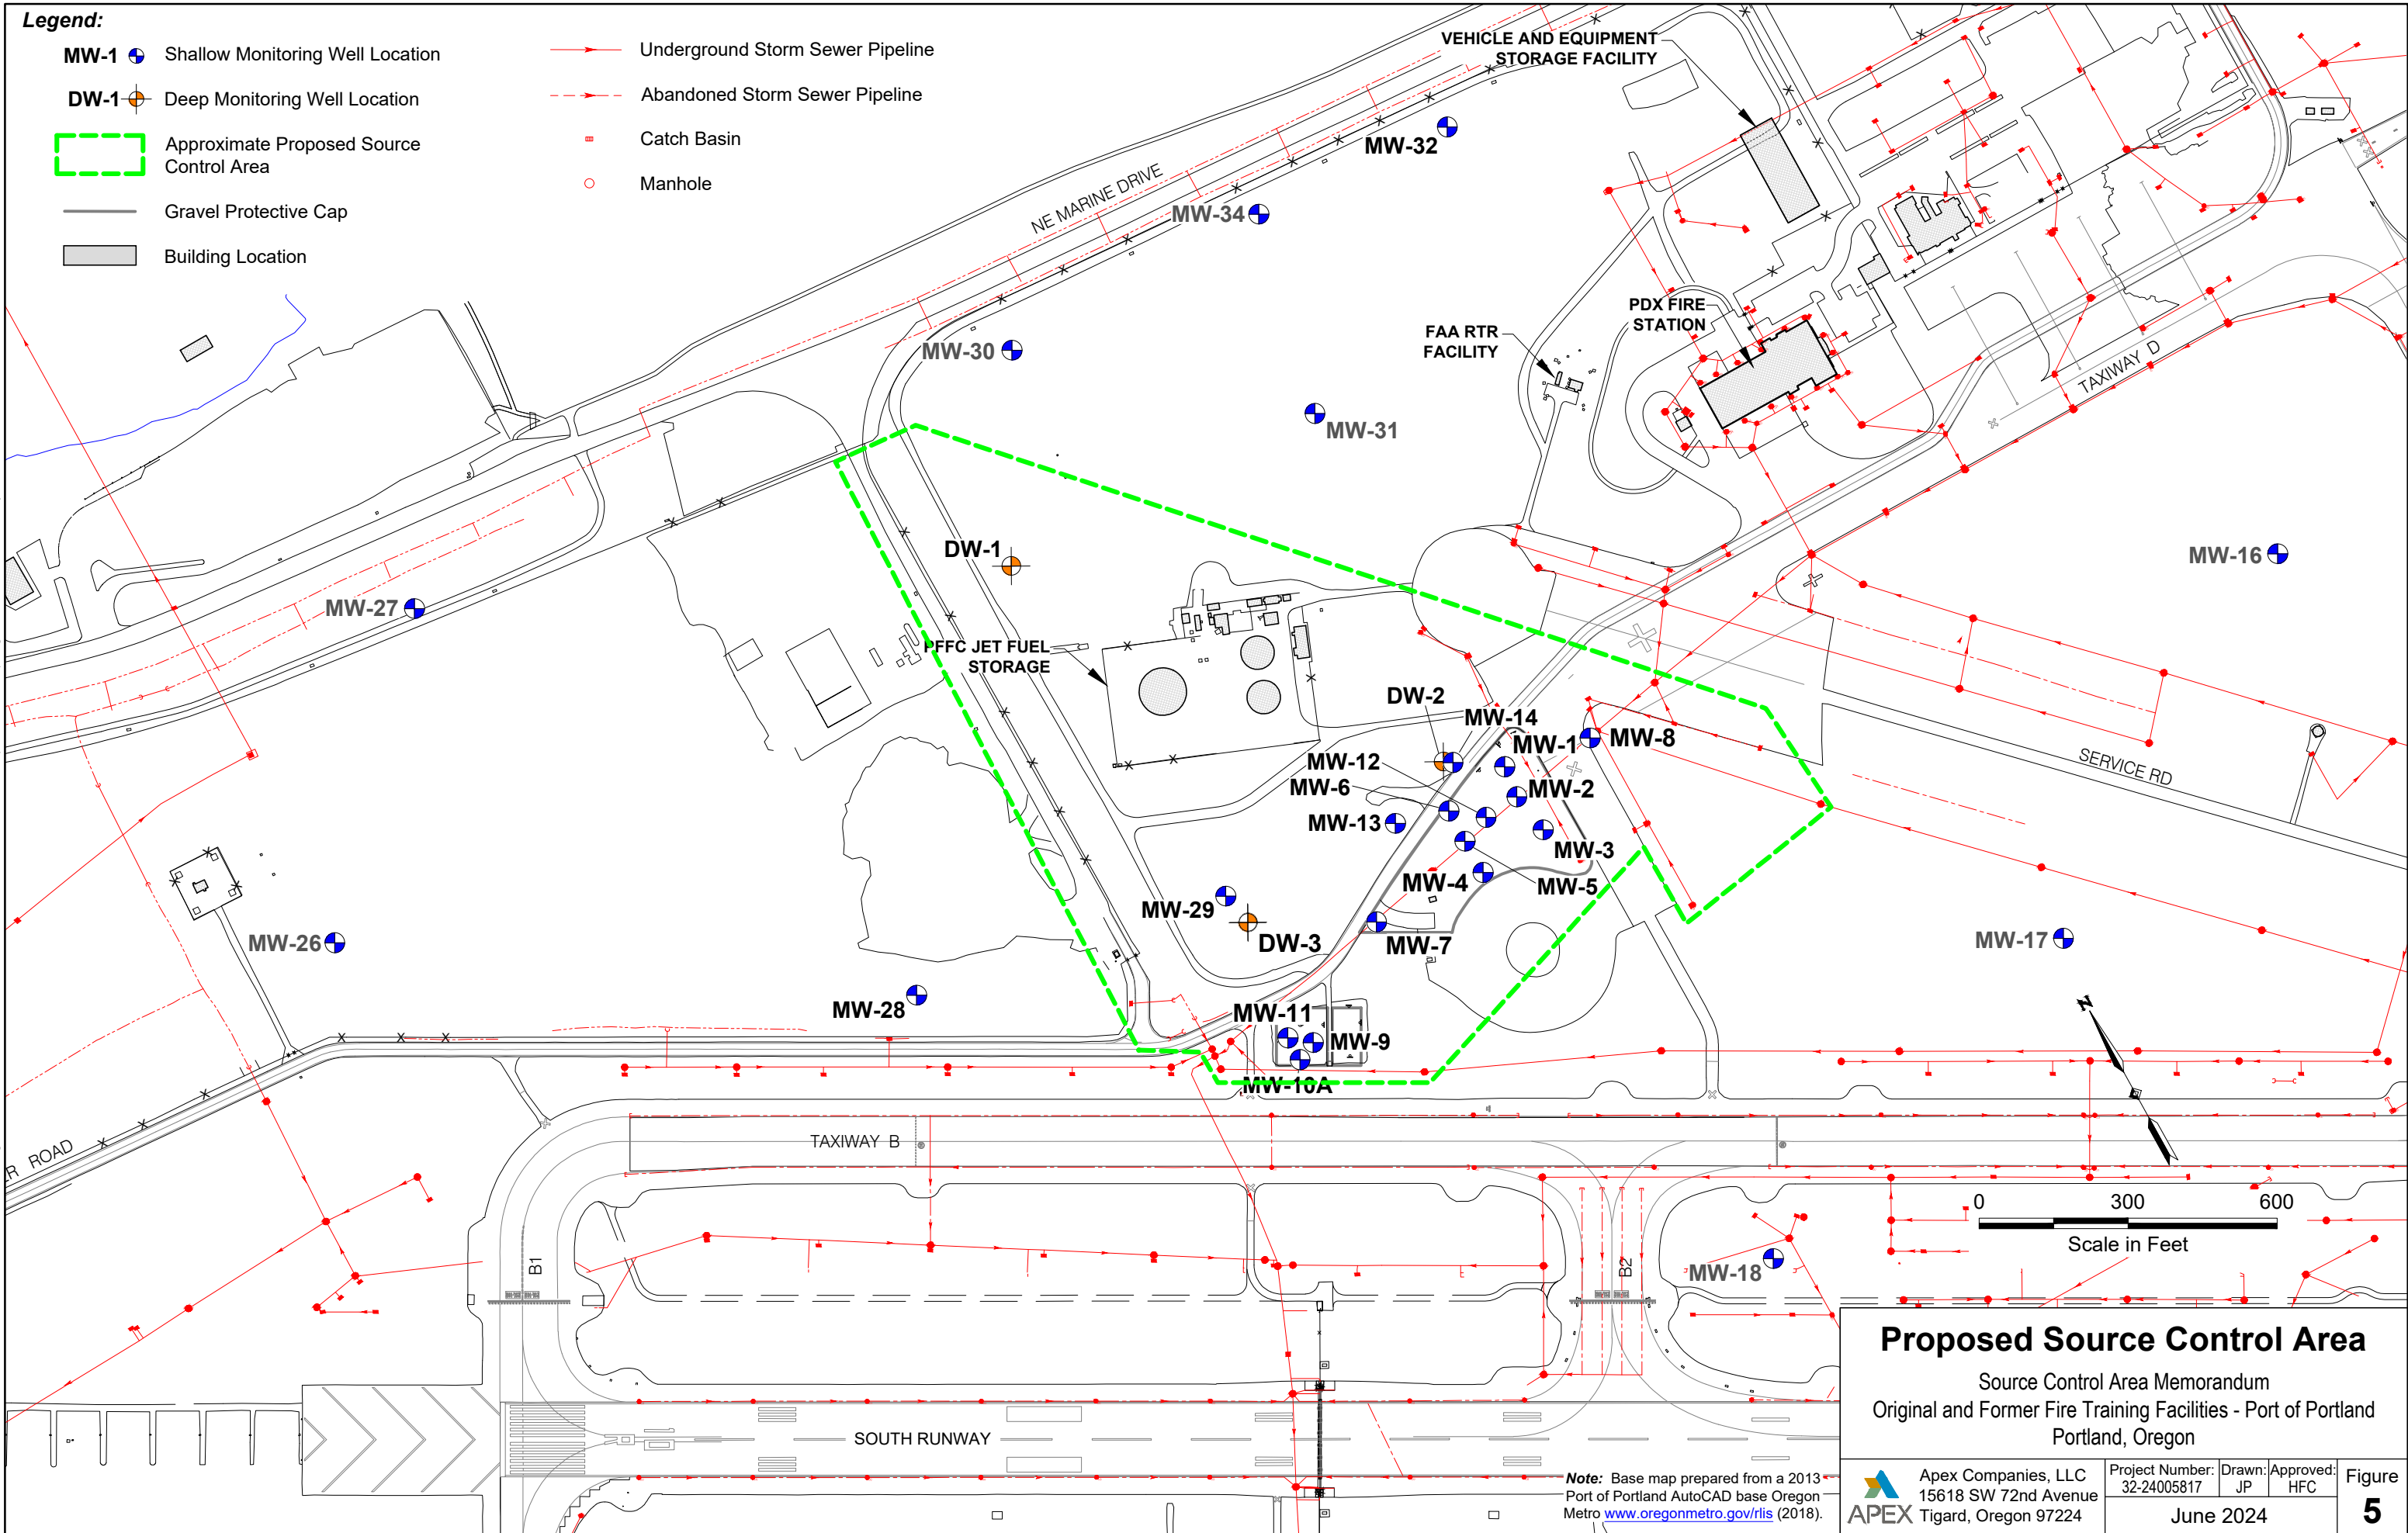 Legend:
MW-1 Shallow Monitoring Well Location
DW-1 Deep Monitoring Well Location
Approximate Proposed Source
Control Area
Gravel Protective Cap
Building Location
Underground Storm Sewer Pipeline
Abandoned Storm Sewer Pipeline
Catch Basin
Manhole
VEHICLE AND EQUIPMENT
STORAGE FACILITY
MW-32
NE MARINE DRIVE
MW-34
PDX FIRE
STATION
FAA RTR
FACILITY
MW-30
MW-31
TAXIWAY D
DW-1
MW-16
MW-27
PFFC JET FUEL
STORAGE
DW-2
MW-14
MW-1
MW-8
MW-12
MW-6
MW-2
MW-13
MW-3
MW-4
MW-5
SERVICE RD
MW-29
DW-3
MW-7
MW-26
MW-17
MW-28
MW-11
MW-9
MW-10A
N
R ROAD
TAXIWAY B
B1
B2
MW-18
0 300 600
Scale in Feet
SOUTH RUNWAY
Note: Base map prepared from a 2013
Port of Portland AutoCAD base Oregon
Metro www.oregonmetro.gov/rlis (2018).
Proposed Source Control Area
Source Control Area Memorandum
Original and Former Fire Training Facilities - Port of Portland
Portland, Oregon
APEX
Apex Companies, LLC
15618 SW 72nd Avenue
Tigard, Oregon 97224
Project Number:
32-24005817
Drawn:
JP
Approved:
HFC
June 2024
Figure
5